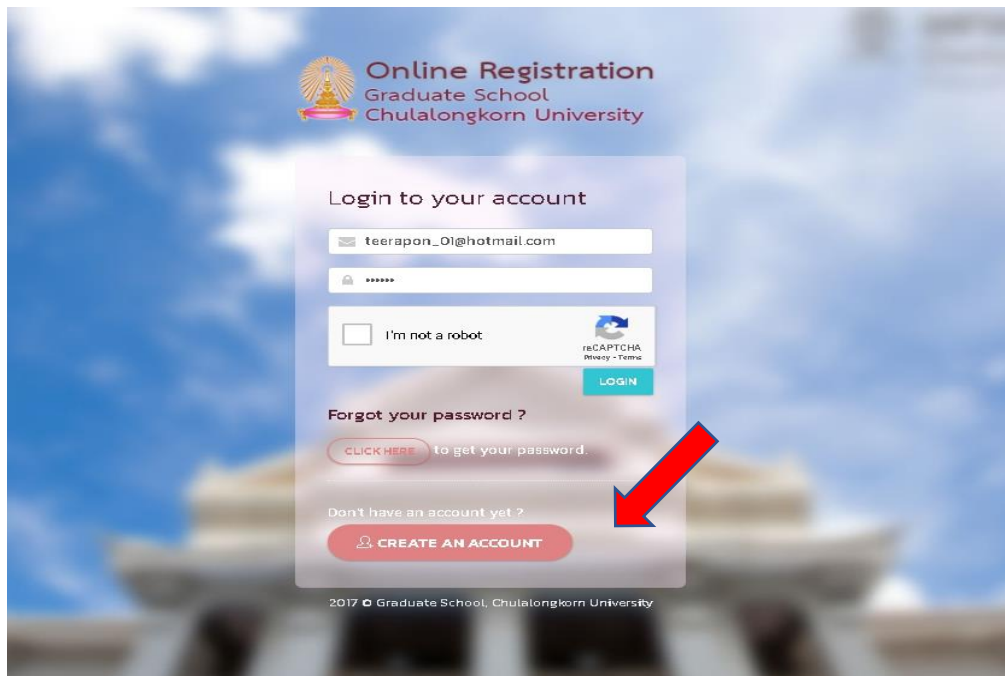 Online Registration
Graduate School
Chulalongkorn University
Login to your account
teerapon_01@hotmail.com
••••••
I'm not a robot
reCAPTCHA
Privacy - Terms
LOGIN
Forgot your password ?
CLICK HERE to get your password.
Don't have an account yet ?
CREATE AN ACCOUNT
2017 © Graduate School, Chulalongkorn University